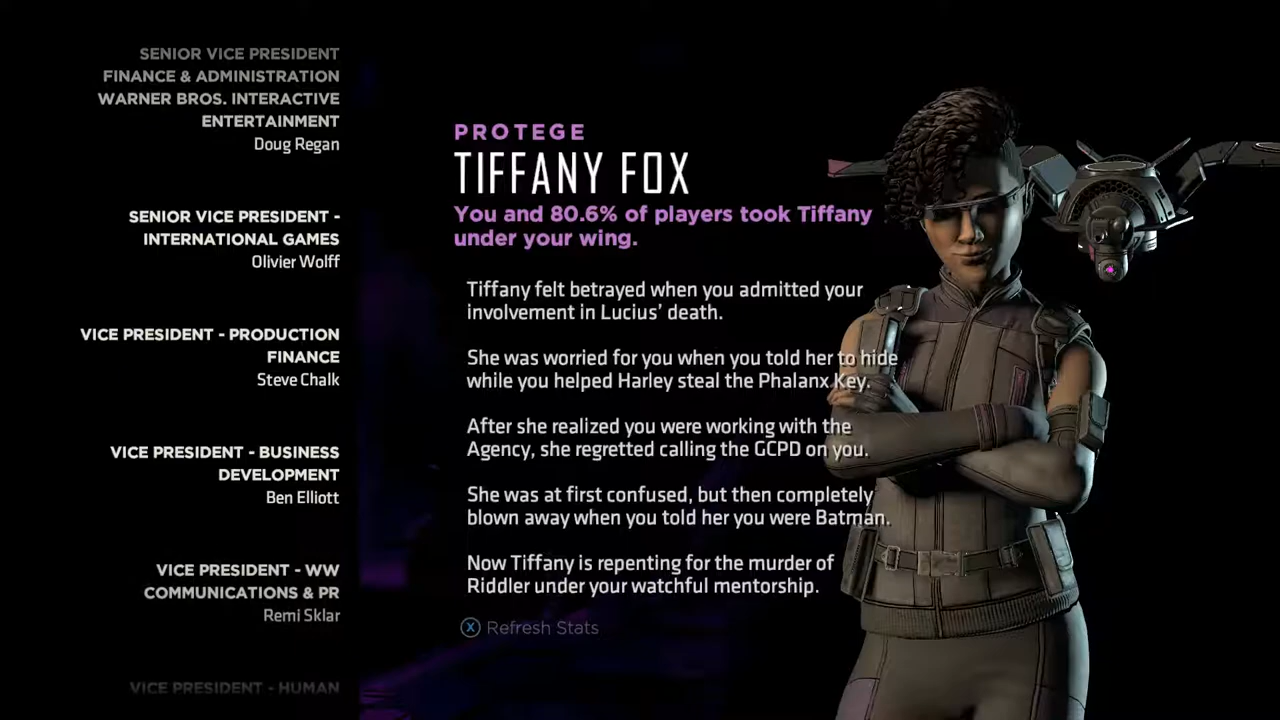 SENIOR VICE PRESIDENT
FINANCE & ADMINISTRATION
WARNER BROS. INTERACTIVE
ENTERTAINMENT
Doug Regan
SENIOR VICE PRESIDENT -
INTERNATIONAL GAMES
Olivier Wolff
VICE PRESIDENT - PRODUCTION
FINANCE
Steve Chalk
VICE PRESIDENT - BUSINESS
DEVELOPMENT
Ben Elliott
VICE PRESIDENT - WW
COMMUNICATIONS & PR
Remi Sklar
VICE PRESIDENT - HUMAN
PROTEGE
TIFFANY FOX
You and 80.6% of players took Tiffany
under your wing.
Tiffany felt betrayed when you admitted your
involvement in Lucius' death.
She was worried for you when you told her to hide
while you helped Harley steal the Phalanx Key.
After she realized you were working with the
Agency, she regretted calling the GCPD on you.
She was at first confused, but then completely
blown away when you told her you were Batman.
Now Tiffany is repenting for the murder of
Riddler under your watchful mentorship.
X Refresh Stats